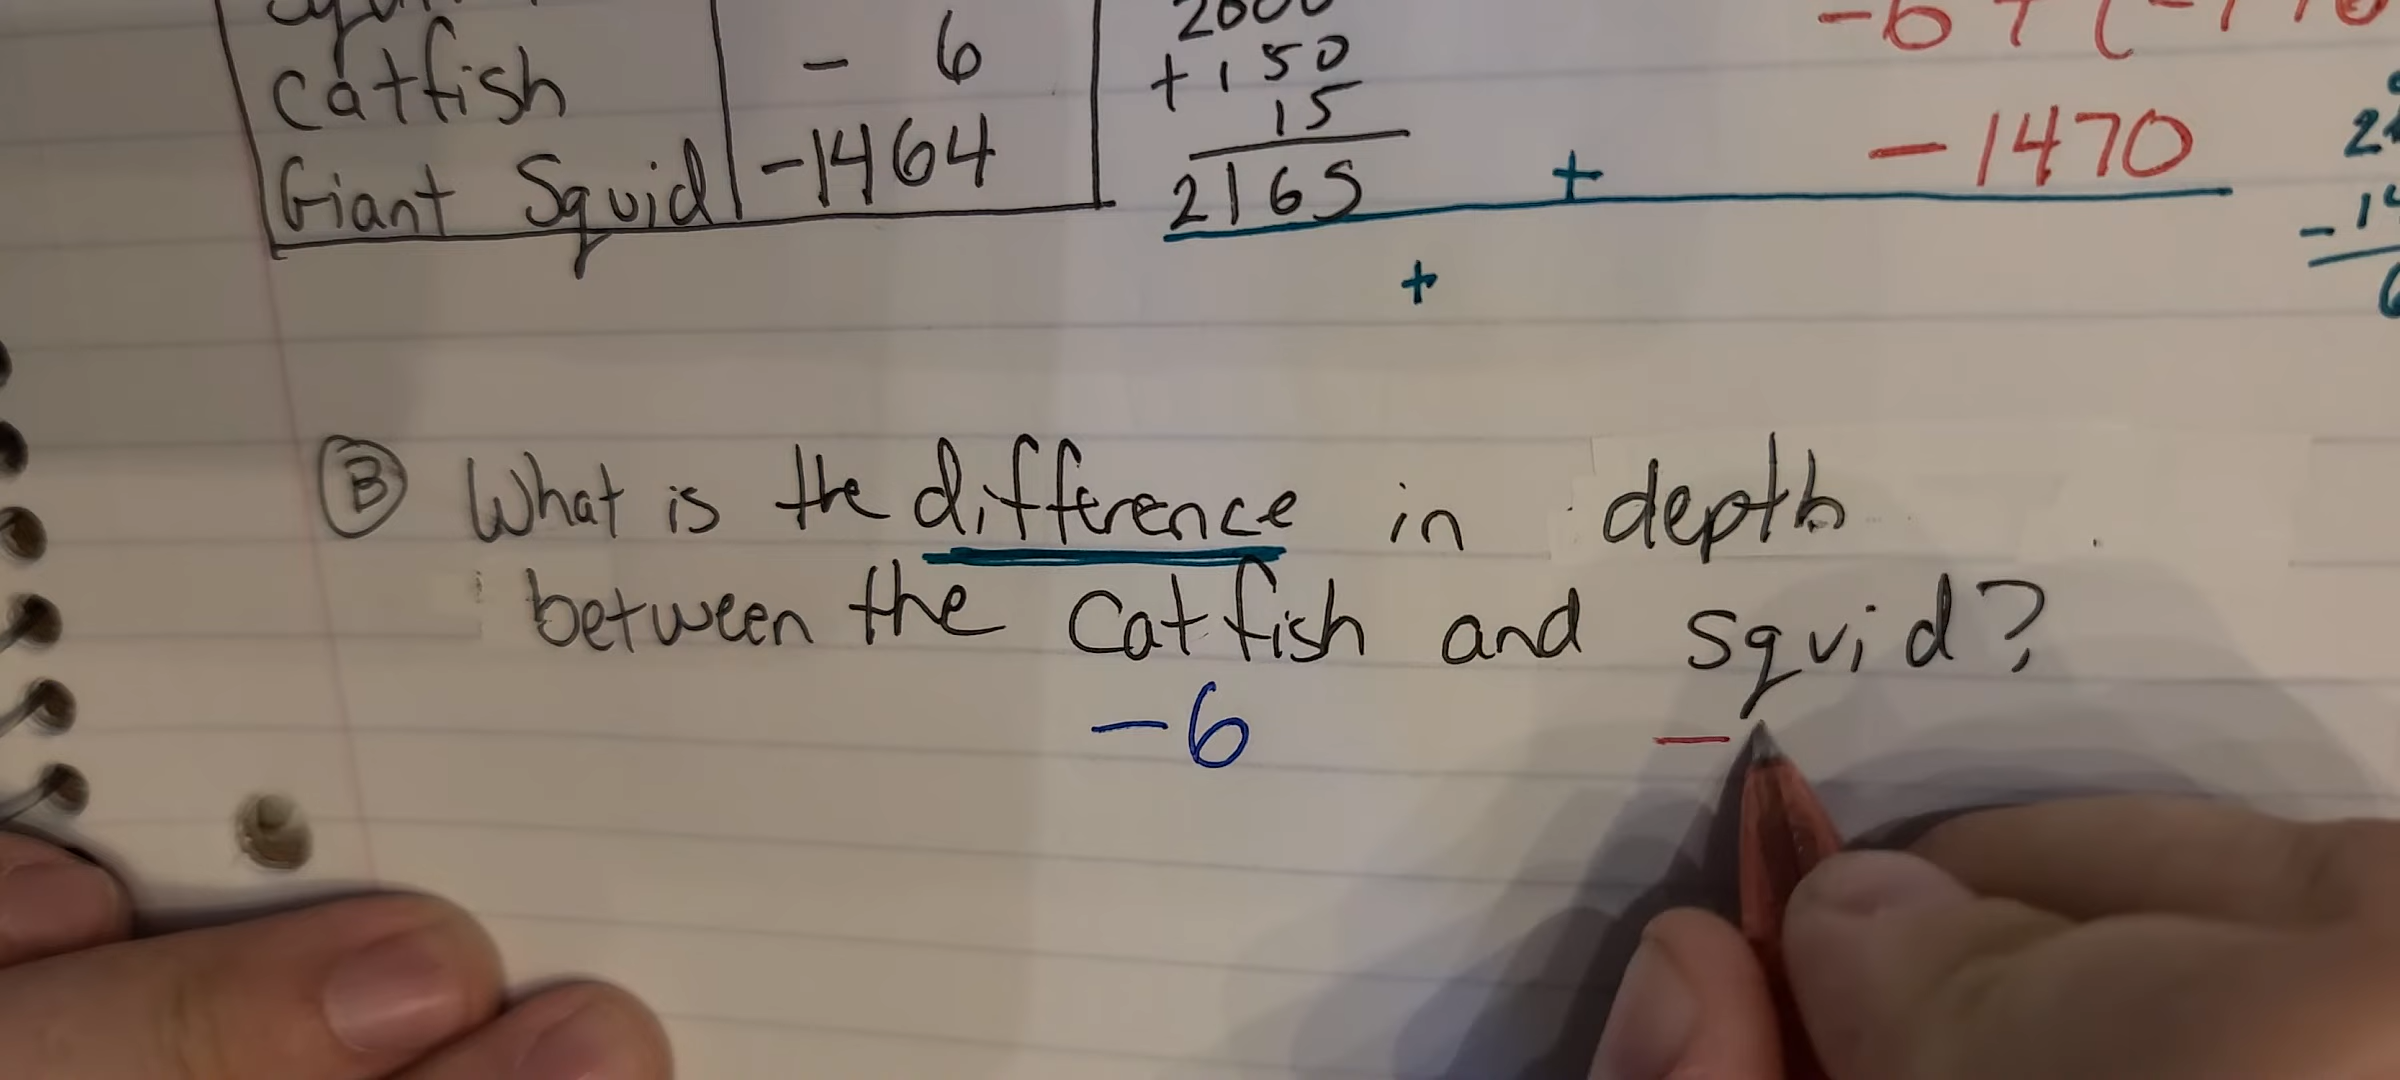 Catfish - 6
Giant Squid -1464
+150
15
2165
+
+
-1470
Ⓑ What is the difference in depth
between the Catfish and Squid?
-6 -